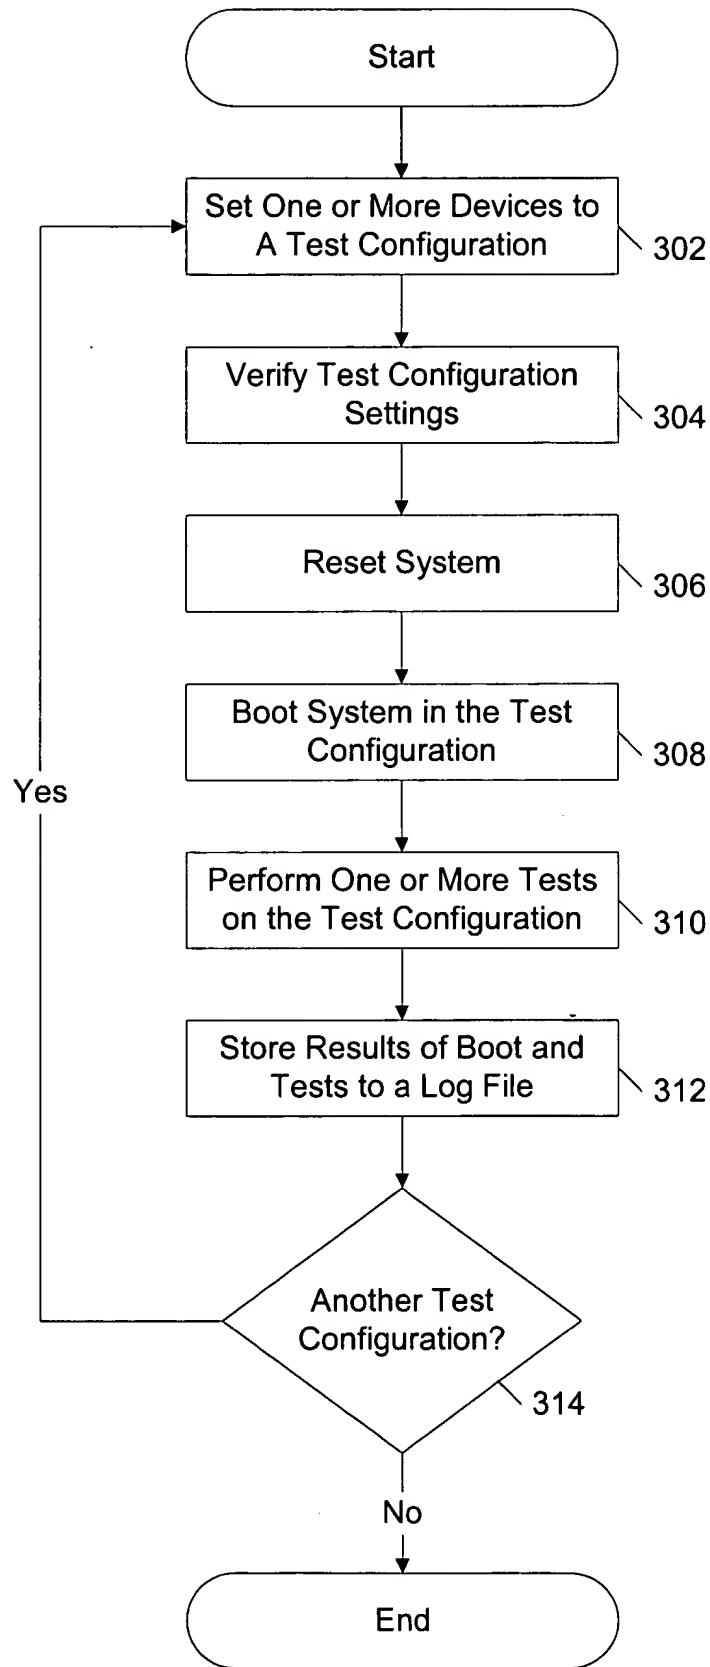 Start
Set One or More Devices to
A Test Configuration
302
Verify Test Configuration
Settings
304
Reset System
306
Boot System in the Test
Configuration
308
Yes
Perform One or More Tests
on the Test Configuration
310
Store Results of Boot and
Tests to a Log File
312
Another Test
Configuration?
314
No
End